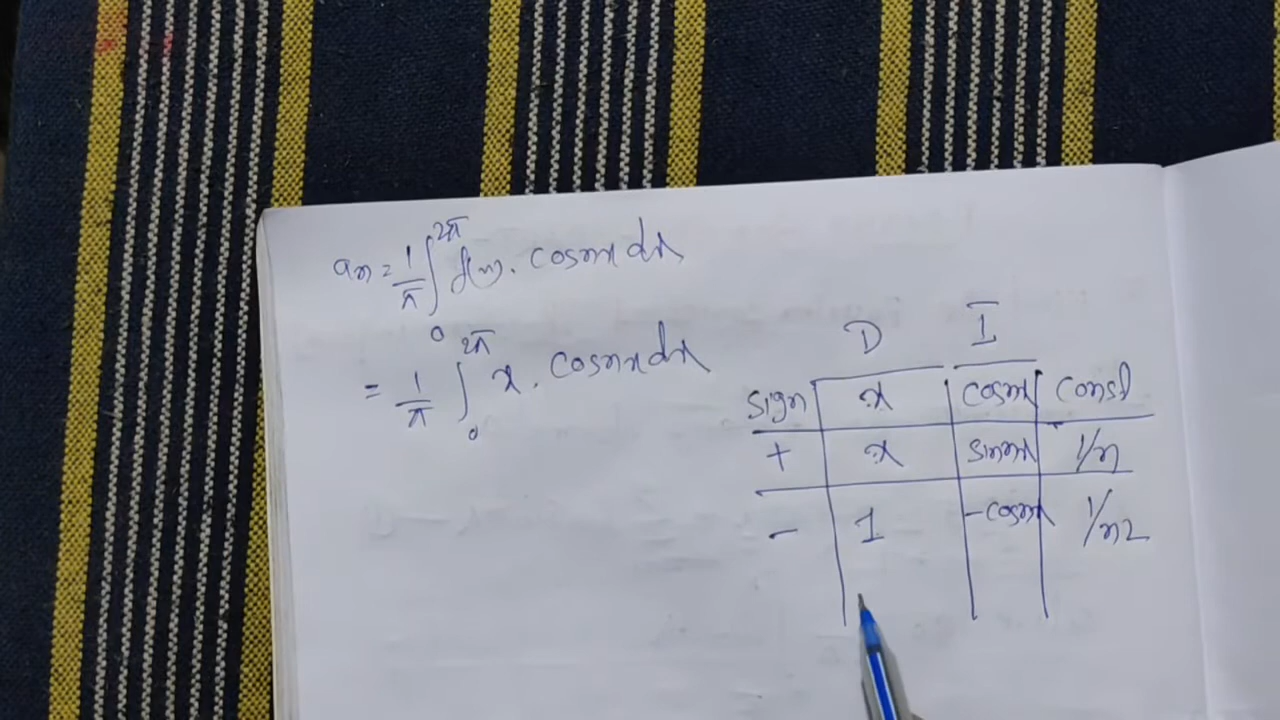 an = 1/π ∫₀^2π f(x). cosnx dx
= 1/π ∫₀^2π x. cosnx dx
D I
sign x cosnx const
+ x sinnx 1/n
- 1 -cosnx 1/n2